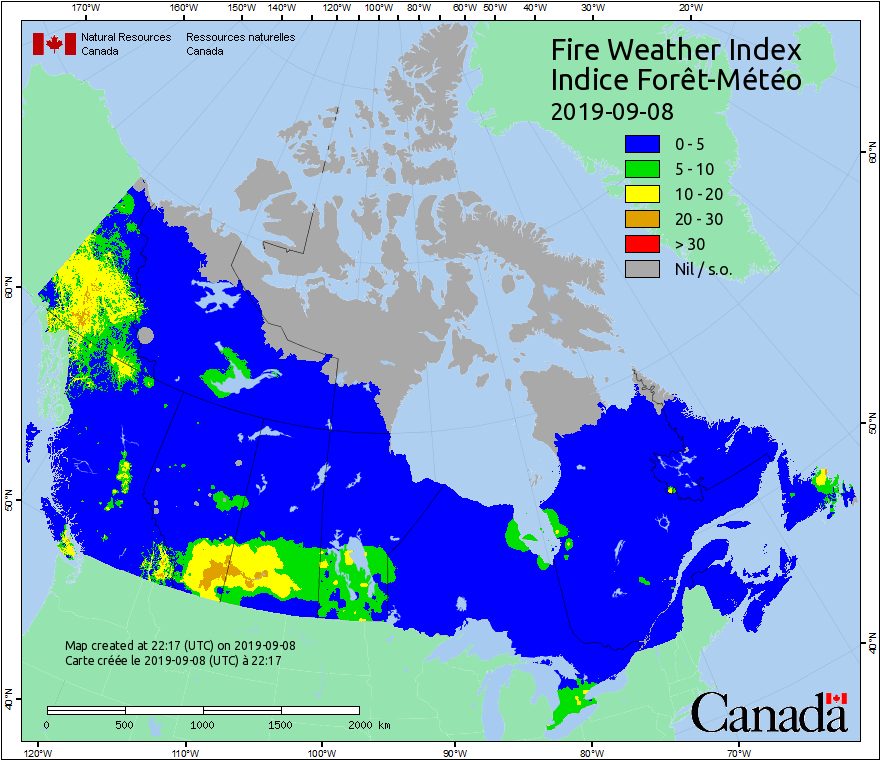 170°W 160°W 150°W 140°W 130°W 120°W 110°W 100°W 90°W 80°W 60°W 50°W 40°W 30°W 20°W
Natural Resources Ressources naturelles
Canada Canada
Fire Weather Index
Indice Forêt-Météo
2019-09-08
0 - 5
5 - 10
10 - 20
20 - 30
> 30
Nil / s.o.
60°N
60°N
50°N
50°N
40°N
40°N
Map created at 22:17 (UTC) on 2019-09-08
Carte créée le 2019-09-08 (UTC) à 22:17
0 500 1000 1500 2000 km
Canada
120°W 110°W 100°W 90°W 80°W 70°W